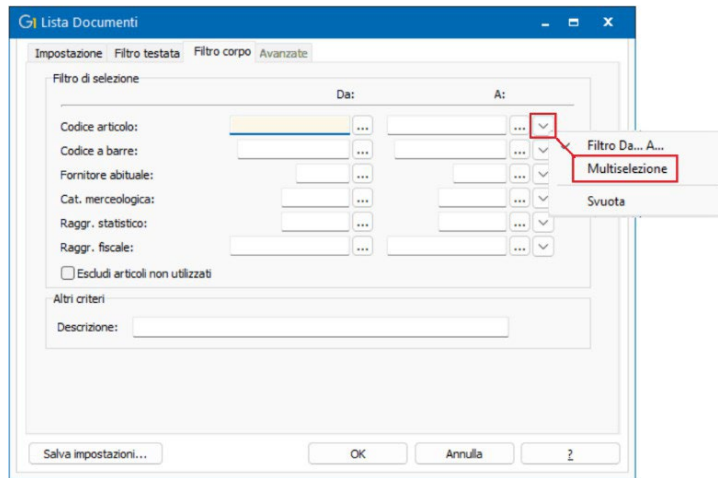 G1 Lista Documenti
Impostazione Filtro testata Filtro corpo Avanzate
Filtro di selezione
Da: A:
Codice articolo: ... ...
Codice a barre: ... ...
Fornitore abituale: ... ...
Cat. merceologica: ... ...
Raggr. statistico: ... ...
Raggr. fiscale: ... ...
Escludi articoli non utilizzati
Altri criteri
Descrizione:
Salva impostazioni... OK Annulla ?
Filtro Da... A...
Multiselezione
Svuota